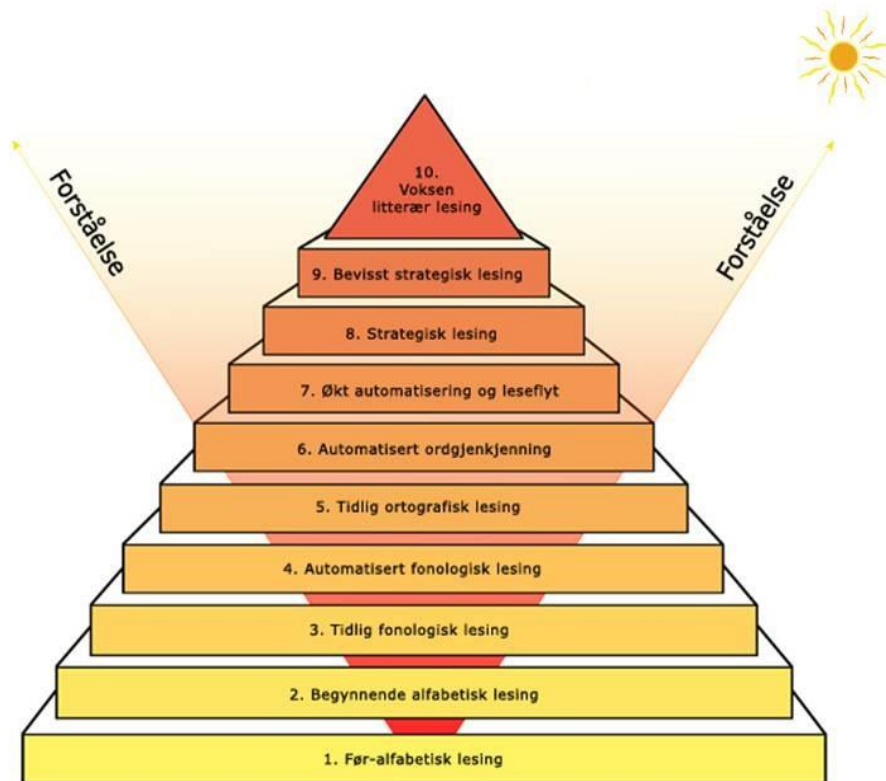 Forståelse
Forståelse
10.
Voksen
litterær lesing
9. Bevisst strategisk lesing
8. Strategisk lesing
7. Økt automatisering og leseflyt
6. Automatisert ordgjenkjenning
5. Tidlig ortografisk lesing
4. Automatisert fonologisk lesing
3. Tidlig fonologisk lesing
2. Begynnende alfabetisk lesing
1. Før-alfabetisk lesing